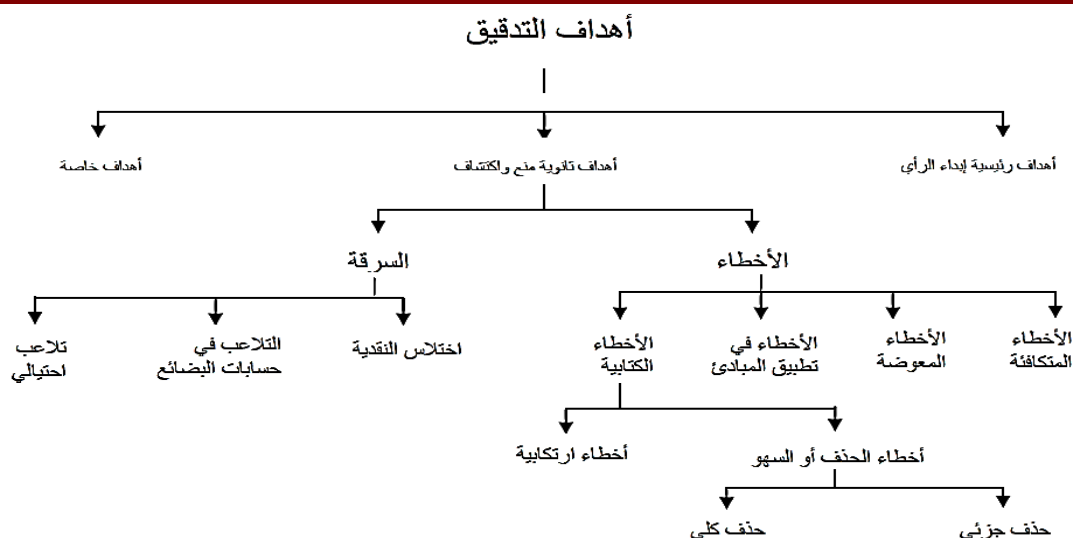 أهداف التدقيق
أهداف رئيسية إبداء الرأي
أهداف ثانوية منع واكتشاف
أهداف خاصة
الأخطاء
السرقة
الأخطاء
المتكافئة
الأخطاء
المعوضة
الأخطاء في
تطبيق المبادئ
الأخطاء
الكتابية
اختلاس النقدية
التلاعب في
حسابات البضائع
تلاعب
احتيالي
أخطاء الحذف أو السهو
أخطاء ارتكابية
حذف جزئي
حذف كلي